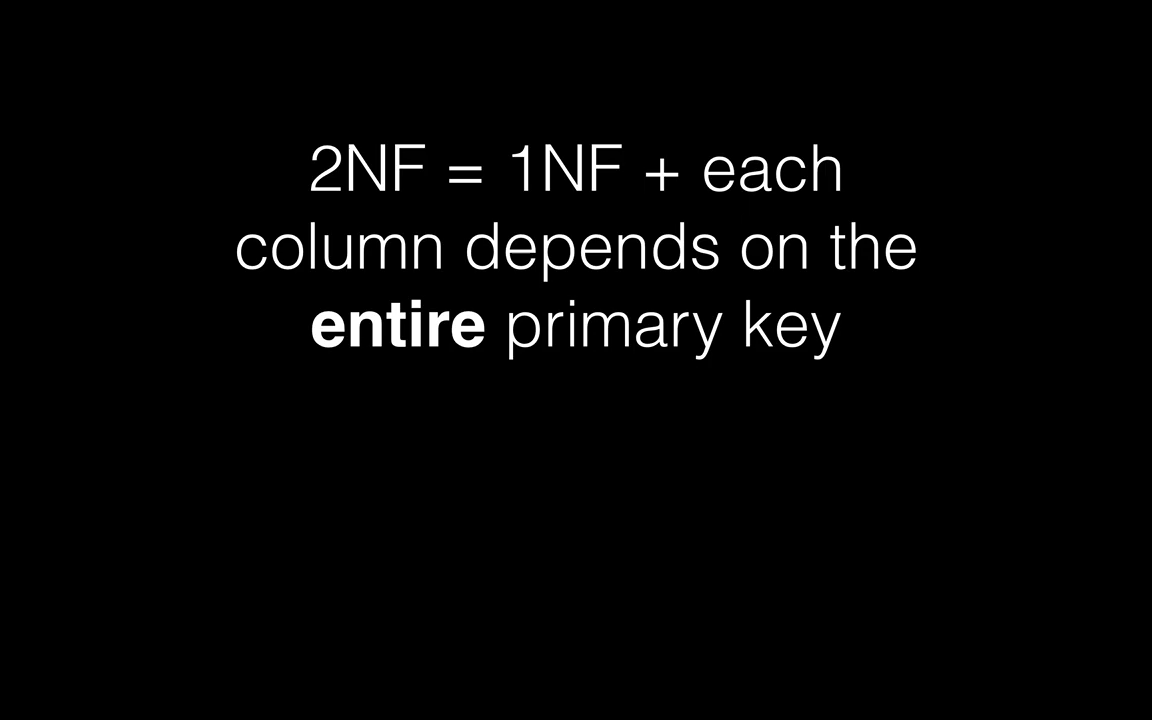 2NF = 1NF + each
column depends on the
entire primary key